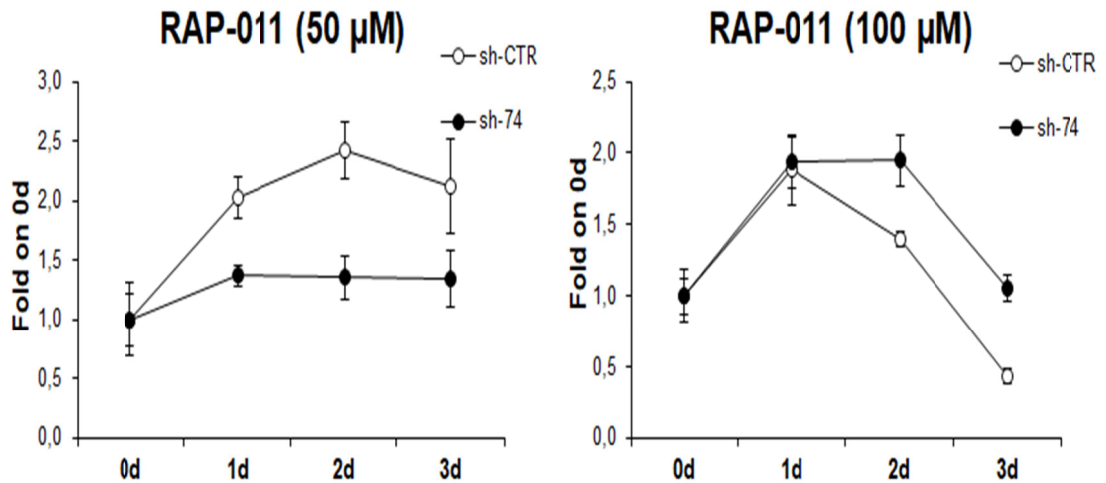 RAP-011 (50 µM)
sh-CTR
sh-74
Fold on 0d
3,0
2,5
2,0
1,5
1,0
0,5
0,0
0d 1d 2d 3d
RAP-011 (100 µM)
sh-CTR
sh-74
Fold on 0d
2,5
2,0
1,5
1,0
0,5
0,0
0d 1d 2d 3d